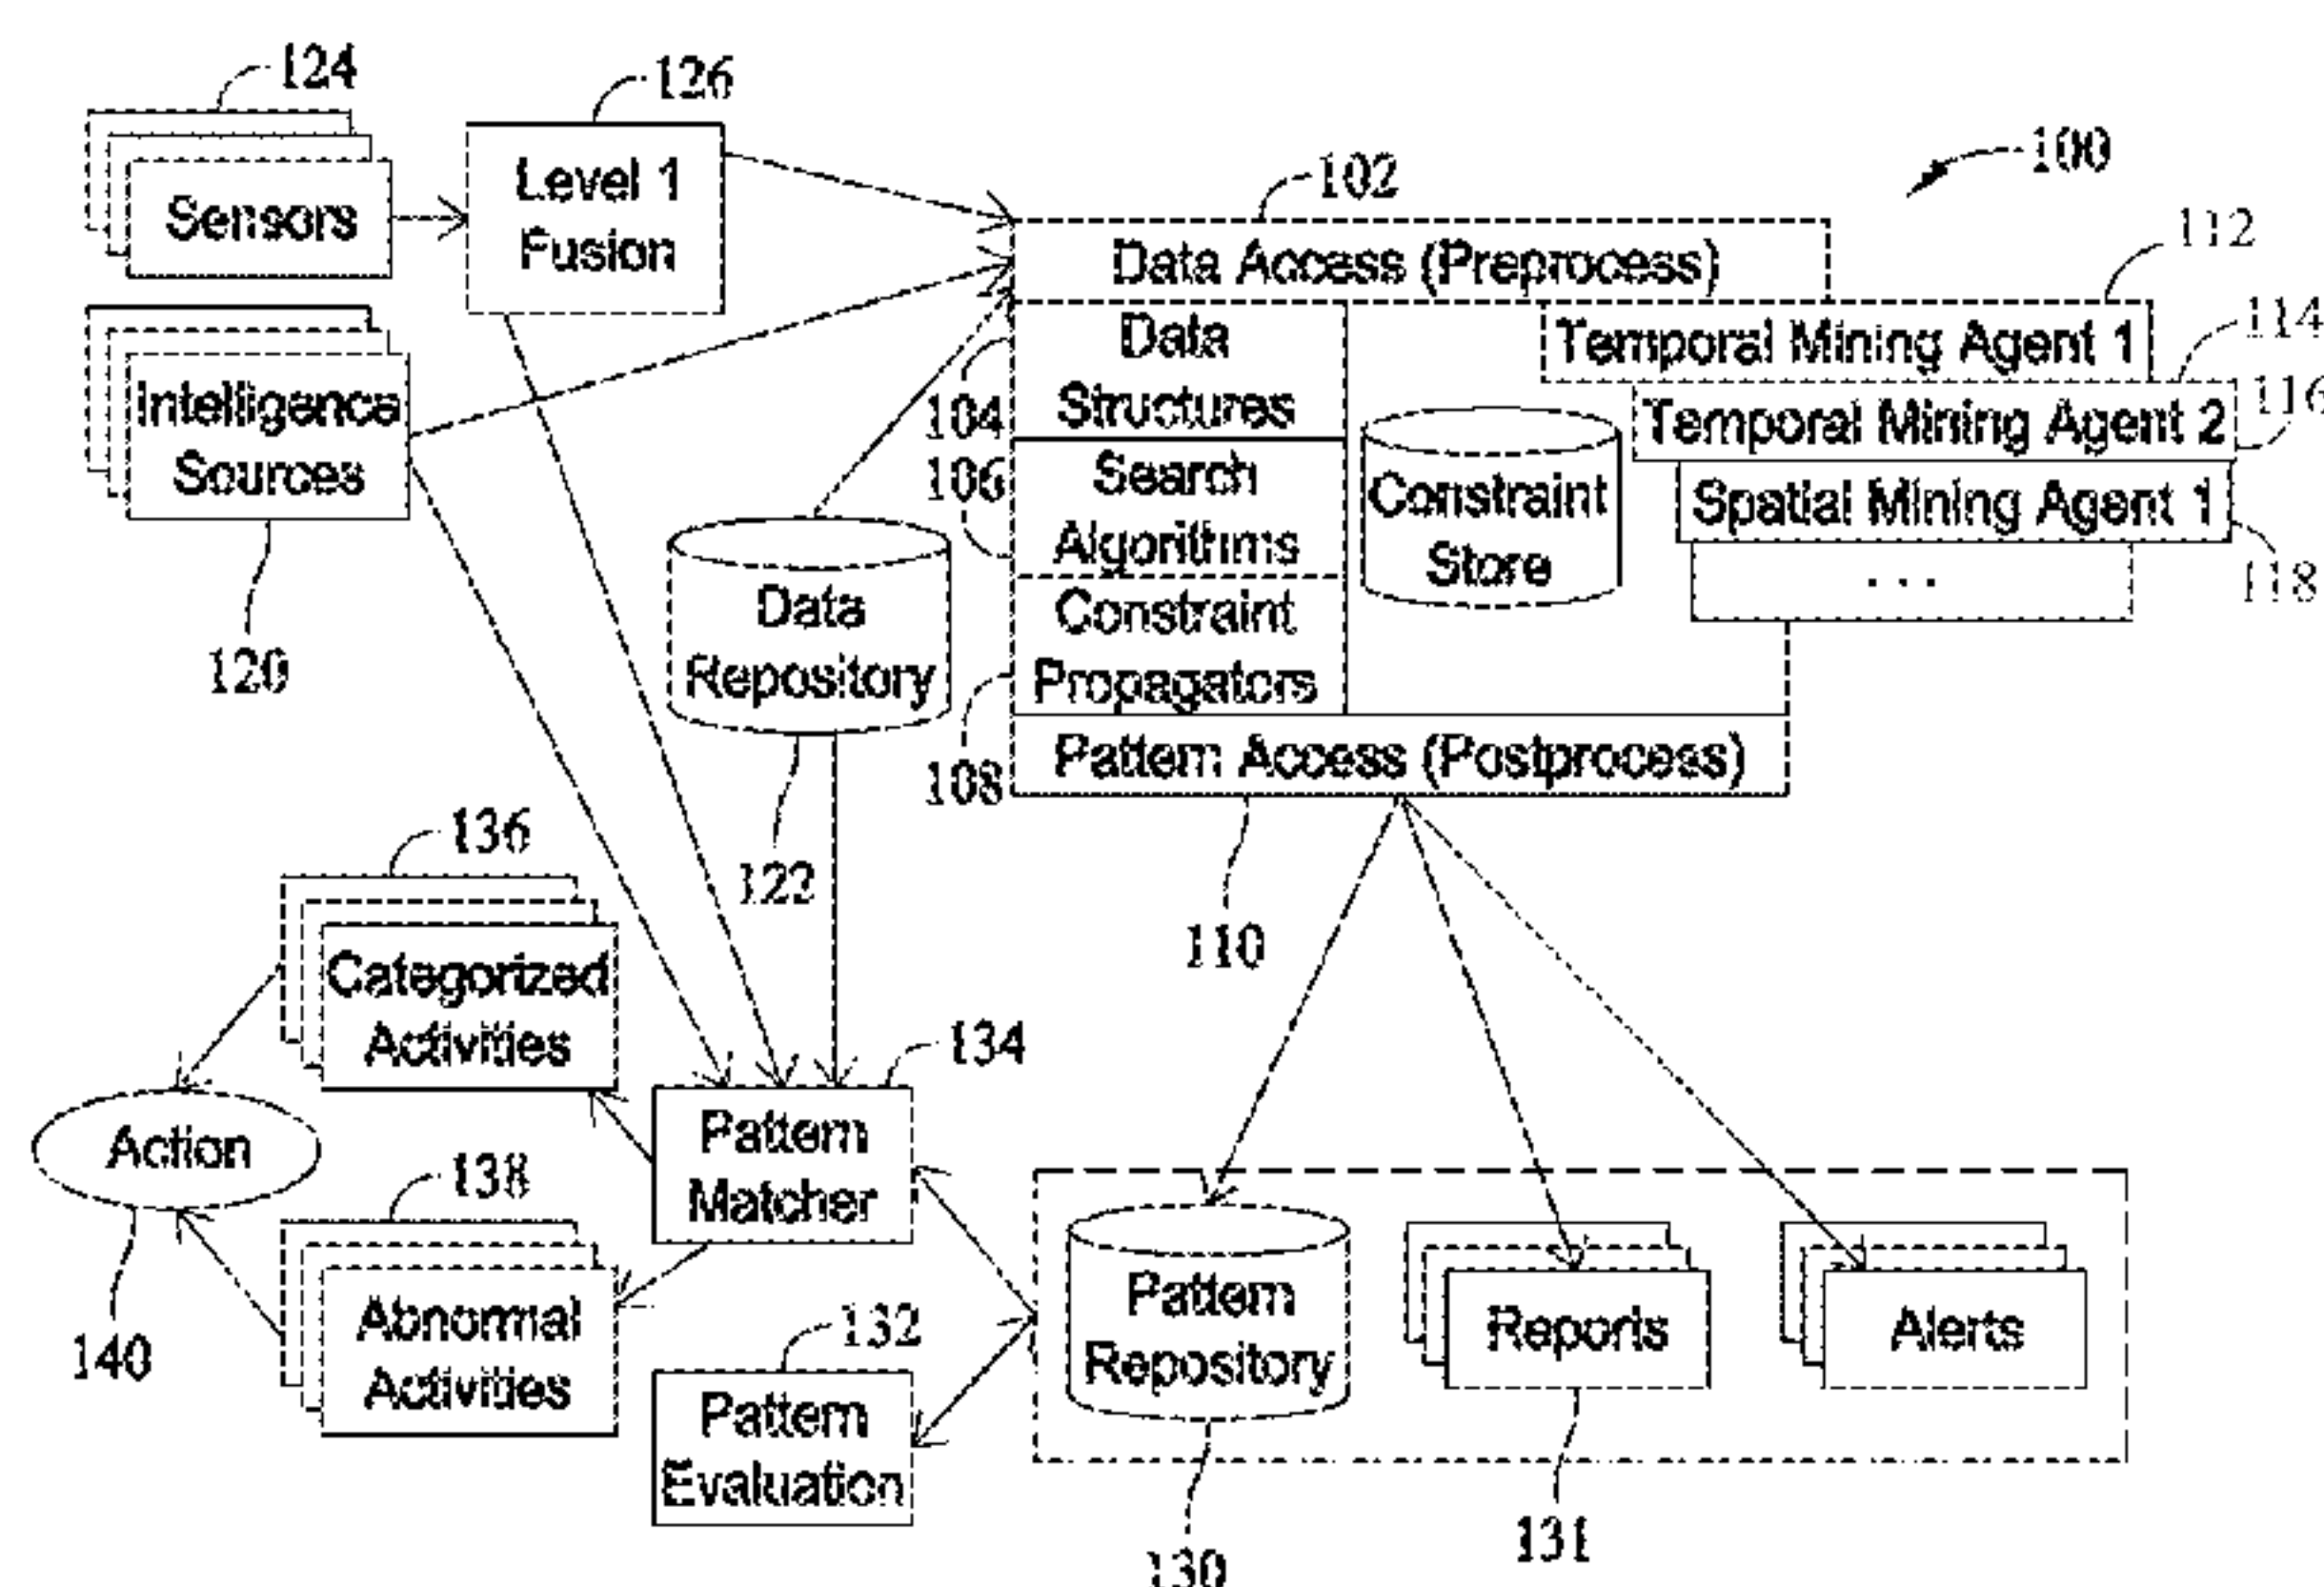 124
126
Sensors
Level 1
Fusion
100
102
Data Access (Preprocess)
112
Temporal Mining Agent 1
114
Temporal Mining Agent 2
116
Spatial Mining Agent 1
118
. . .
Data
Structures
104
106
Search
Algorithms
Constraint
Store
Constraint
Propagators
108
Pattern Access (Postprocess)
110
Intelligence
Sources
120
Data
Repository
122
136
Categorized
Activities
134
Pattern
Matcher
Action
140
138
Abnormal
Activities
132
Pattern
Evaluation
Pattern
Repository
130
Reports
131
Alerts